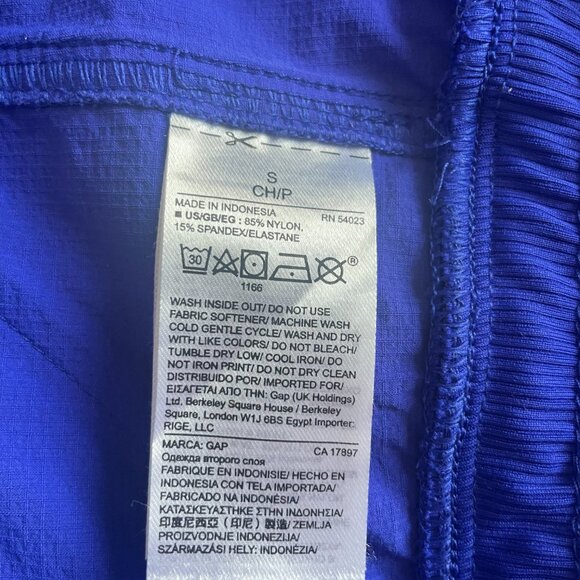 S
CH/P
MADE IN INDONESIA RN 54023
■ US/GB/EG : 85% NYLON,
15% SPANDEX/ELASTANE
30 ®
1166
WASH INSIDE OUT/ DO NOT USE
FABRIC SOFTENER/ MACHINE WASH
COLD GENTLE CYCLE/ WASH AND DRY
WITH LIKE COLORS/ DO NOT BLEACH/
TUMBLE DRY LOW/ COOL IRON/ DO
NOT IRON PRINT/ DO NOT DRY CLEAN
DISTRIBUIDO POR/ IMPORTED FOR/
ΕΙΣΑΓΕΤΑΙ ΑΠΟ ΤΗΝ: Gap (UK Holdings)
Ltd, Berkeley Square House / Berkeley
Square, London W1J 6BS Egypt Importer:
RIGE, LLC
MARCA: GAP CA 17897
Одежда второго слоя
FABRIQUE EN INDONISIE/ HECHO EN
INDONESIA CON TELA IMPORTADA/
FABRICADO NA INDONÉSIA/
ΚΑΤΑΣΚΕΥΑΣΤΗΚΕ ΣΤΗΝ ΙΝΔΟΝΗΣΙΑ/
印度尼西亞 (印尼) 製造/ ZEMLJA
PROIZVODNJE INDONEZIJA/
SZÁRMAZÁSI HELY: INDONÉZIA/